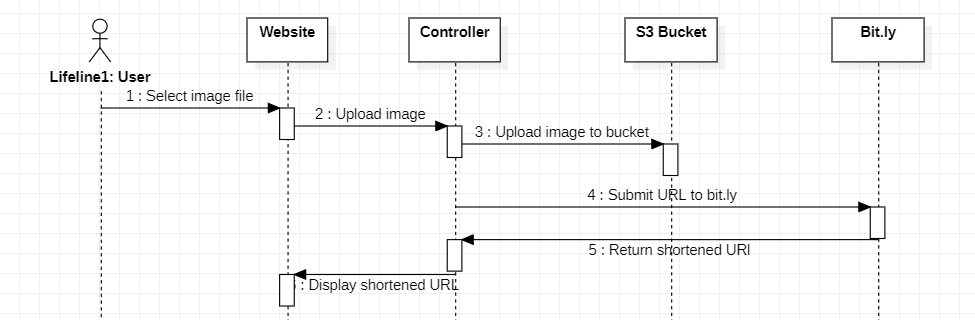 Website
Controller
S3 Bucket
Bit.ly
Lifeline1: User
1 : Select image file
2 : Upload image
3 : Upload image to bucket
4 : Submit URL to bit.ly
5 : Return shortened URl
: Display shortened URL